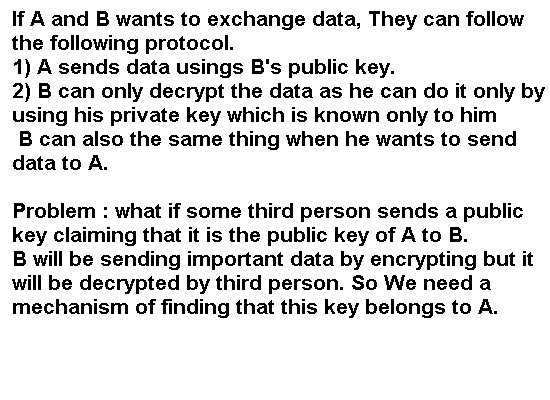 If A and B wants to exchange data, They can follow
the following protocol.
1) A sends data usings B's public key.
2) B can only decrypt the data as he can do it only by
using his private key which is known only to him
B can also the same thing when he wants to send
data to A.
Problem : what if some third person sends a public
key claiming that it is the public key of A to B.
B will be sending important data by encrypting but it
will be decrypted by third person. So We need a
mechanism of finding that this key belongs to A.